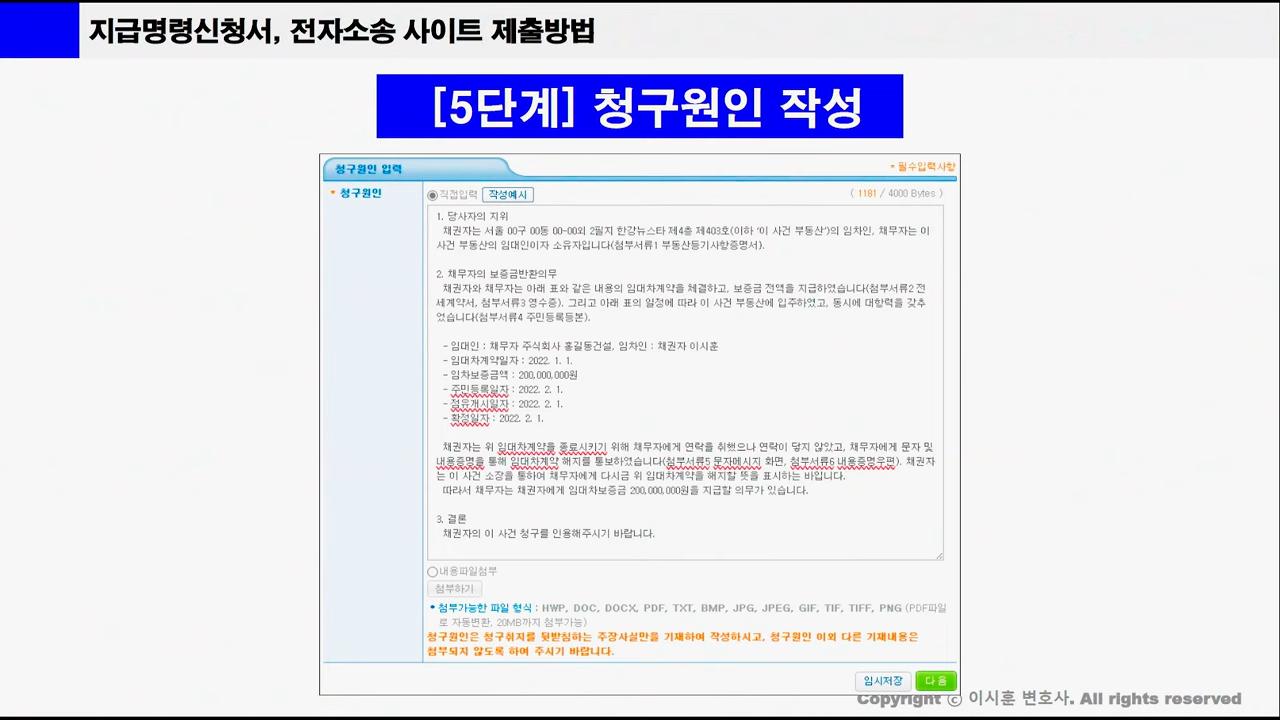 지급명령신청서, 전자소송 사이트 제출방법
[5단계] 청구원인 작성
청구원인 입력
* 필수입력사항
* 청구원인
직접입력 작성예시
( 1181 / 4000 Bytes )
1. 당사자의 지위
채권자는 서울 00구 00동 00-00외 2필지 한강뉴스타 제4층 제403호(이하 '이 사건 부동산')의 임차인, 채무자는 이
사건 부동산의 임대인이자 소유자입니다(첨부서류1 부동산등기사항증명서).
2. 채무자의 보증금반환의무
채권자와 채무자는 아래 표와 같은 내용의 임대차계약을 체결하고, 보증금 전액을 지급하였습니다(첨부서류2 전
세계약서, 첨부서류3 영수증). 그리고 아래 표의 일정에 따라 이 사건 부동산에 입주하였고, 동시에 대항력을 갖추
었습니다(첨부서류4 주민등록등본).
- 임대인 : 채무자 주식회사 홍길동건설, 임차인 : 채권자 이시훈
- 임대차계약일자 : 2022. 1. 1.
- 임차보증금액 : 200,000,000원
- 주민등록일자 : 2022. 2. 1.
- 점유개시일자 : 2022. 2. 1.
- 확정일자 : 2022. 2. 1.
채권자는 위 임대차계약을 종료시키기 위해 채무자에게 연락을 취했으나 연락이 닿지 않았고, 채무자에게 문자 및
내용증명을 통해 임대차계약 해지를 통보하였습니다(첨부서류5 문자메시지 화면, 첨부서류6 내용증명우편). 채권자
는 이 사건 소장을 통하여 채무자에게 다시금 위 임대차계약을 해지할 뜻을 표시하는 바입니다.
따라서 채무자는 채권자에게 임대차보증금 200,000,000원을 지급할 의무가 있습니다.
3. 결론
채권자의 이 사건 청구를 인용해주시기 바랍니다.
내용파일첨부
첨부하기
• 첨부가능한 파일 형식 : HWP, DOC, DOCX, PDF, TXT, BMP, JPG, JPEG, GIF, TIF, TIFF, PNG (PDF파일
로 자동변환, 20MB까지 첨부가능)
청구원인은 청구취지를 뒷받침하는 주장사실만을 기재하여 작성하시고, 청구원인 이외 다른 기재내용은
첨부되지 않도록 하여 주시기 바랍니다.
임시저장 다음
Copyright ⓒ 이시훈 변호사. All rights reserved